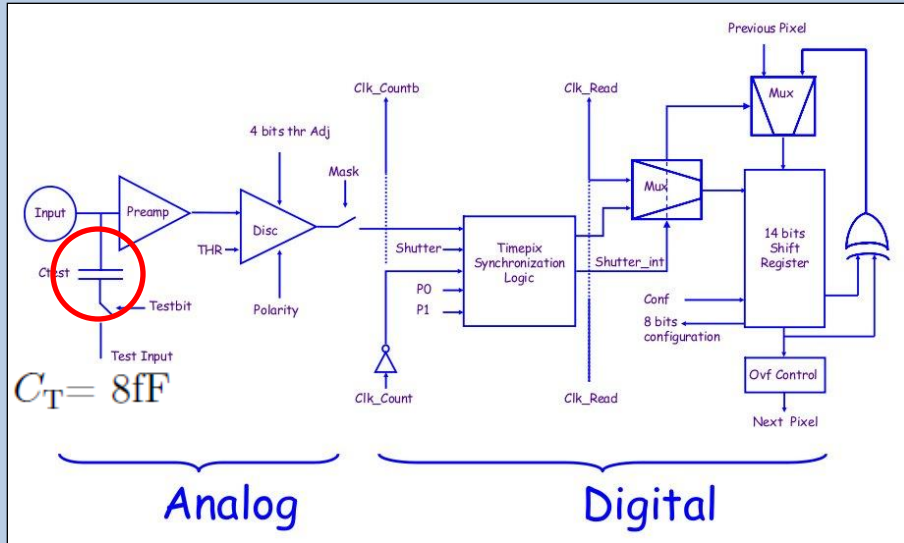 Previous Pixel
Clk_Countb
Clk_Read
Mux
4 bits thr Adj
Mask
Input
Preamp
Disc
Mux
THR
Shutter
Timepix
Synchronization
Logic
Shutter_int
14 bits
Shift
Register
Ctest
Testbit
Polarity
P0
P1
Conf
8 bits
configuration
Test Input
C_T= 8fF
Clk_Count
Clk_Read
Ovf Control
Next Pixel
Analog
Digital